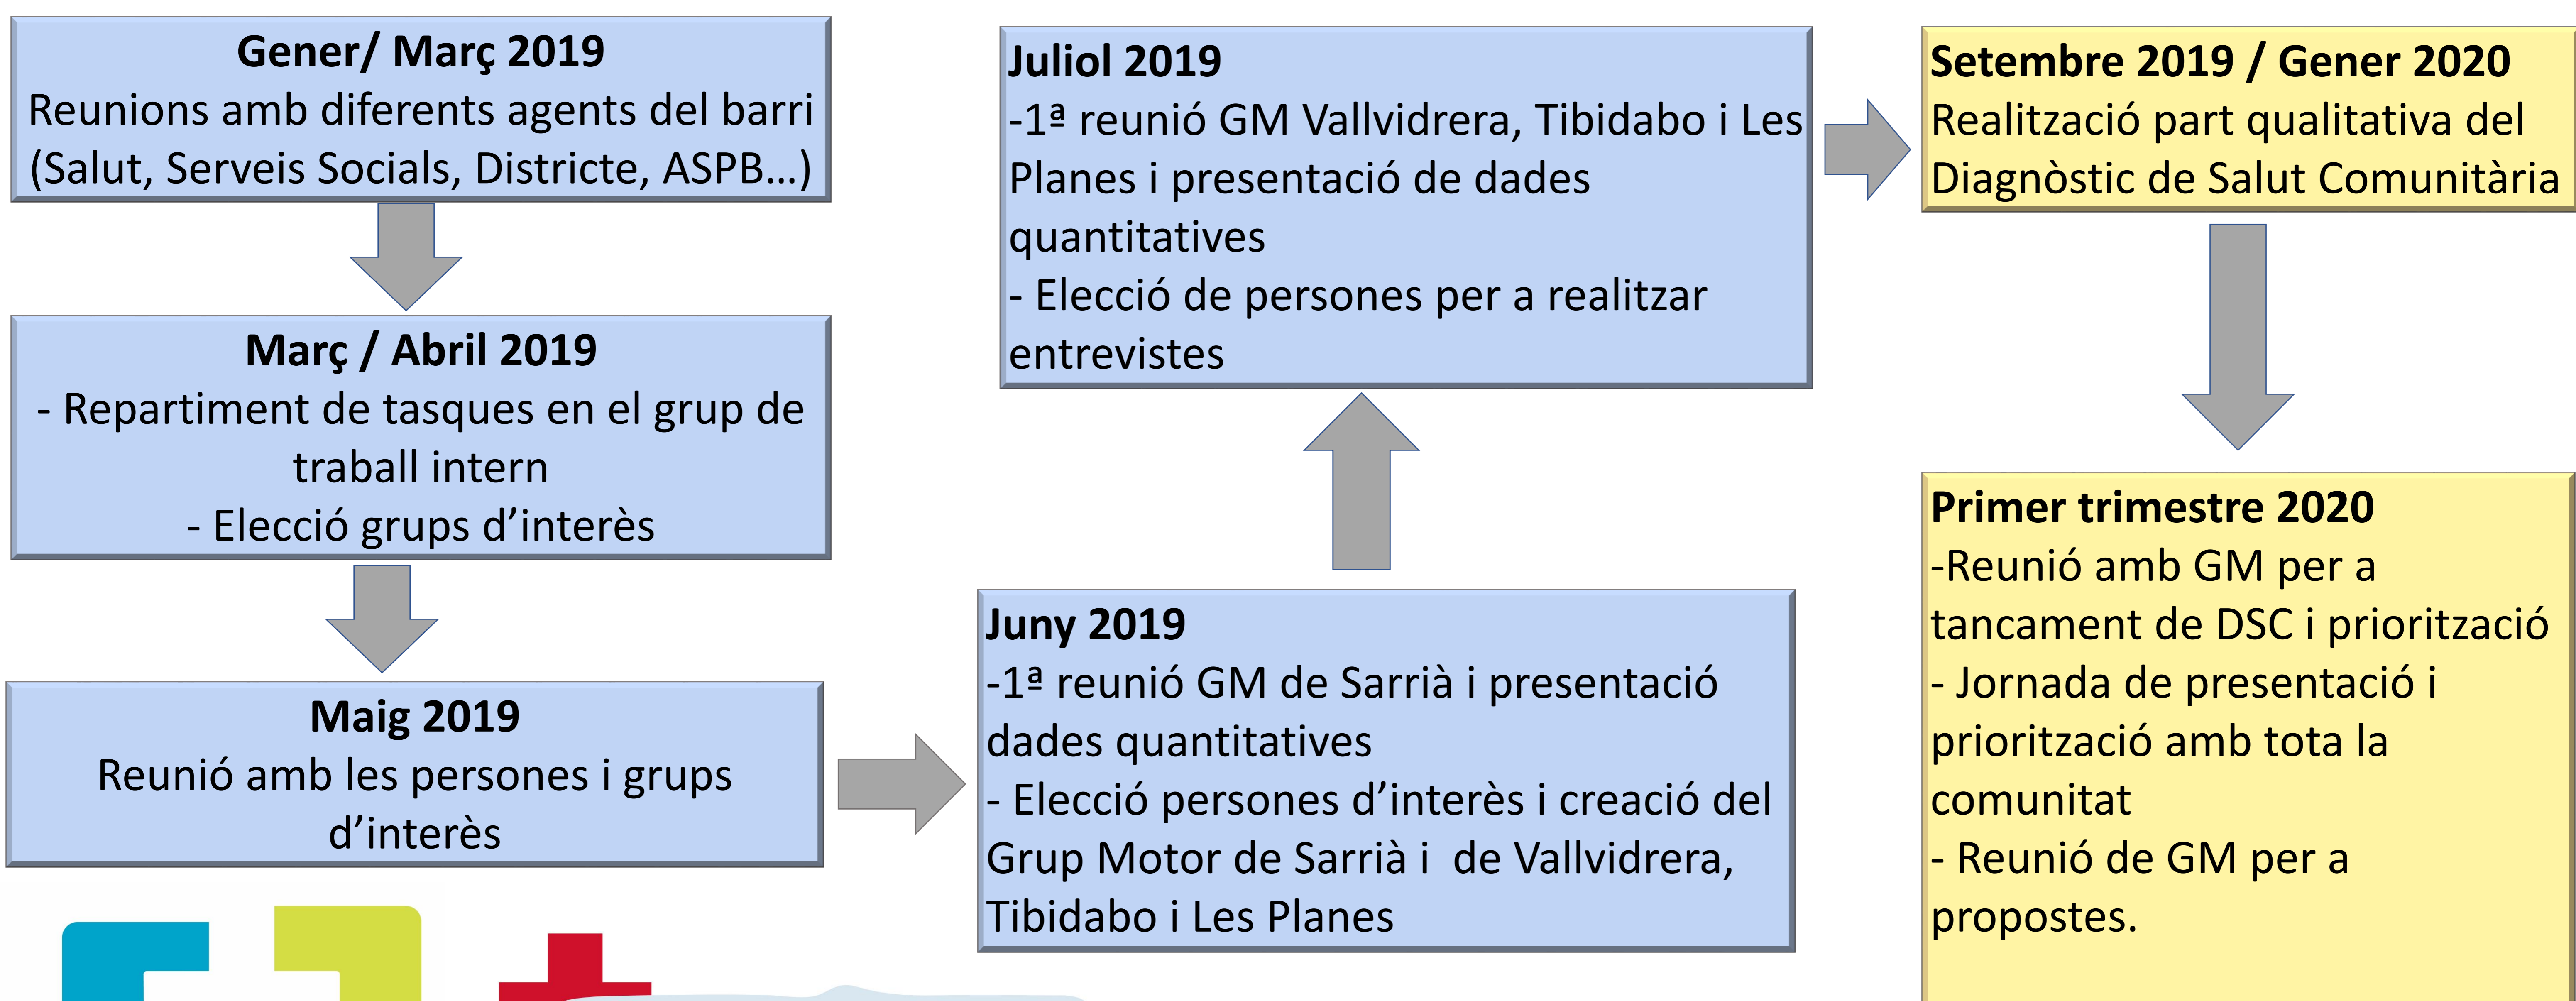 Gener/ Març 2019
Reunions amb diferents agents del barri
(Salut, Serveis Socials, Districte, ASPB...)
Març / Abril 2019
- Repartiment de tasques en el grup de
traball intern
- Elecció grups d’interès
Maig 2019
Reunió amb les persones i grups
d’interès
Juny 2019
-1ª reunió GM de Sarrià i presentació
dades quantitatives
- Elecció persones d’interès i creació del
Grup Motor de Sarrià i  de Vallvidrera,
Tibidabo i Les Planes
Juliol 2019
-1ª reunió GM Vallvidrera, Tibidabo i Les
Planes i presentació de dades
quantitatives
- Elecció de persones per a realitzar
entrevistes
Setembre 2019 / Gener 2020
Realització part qualitativa del
Diagnòstic de Salut Comunitària
Primer trimestre 2020
-Reunió amb GM per a
tancament de DSC i priorització
- Jornada de presentació i
priorització amb tota la
comunitat
- Reunió de GM per a
propostes.